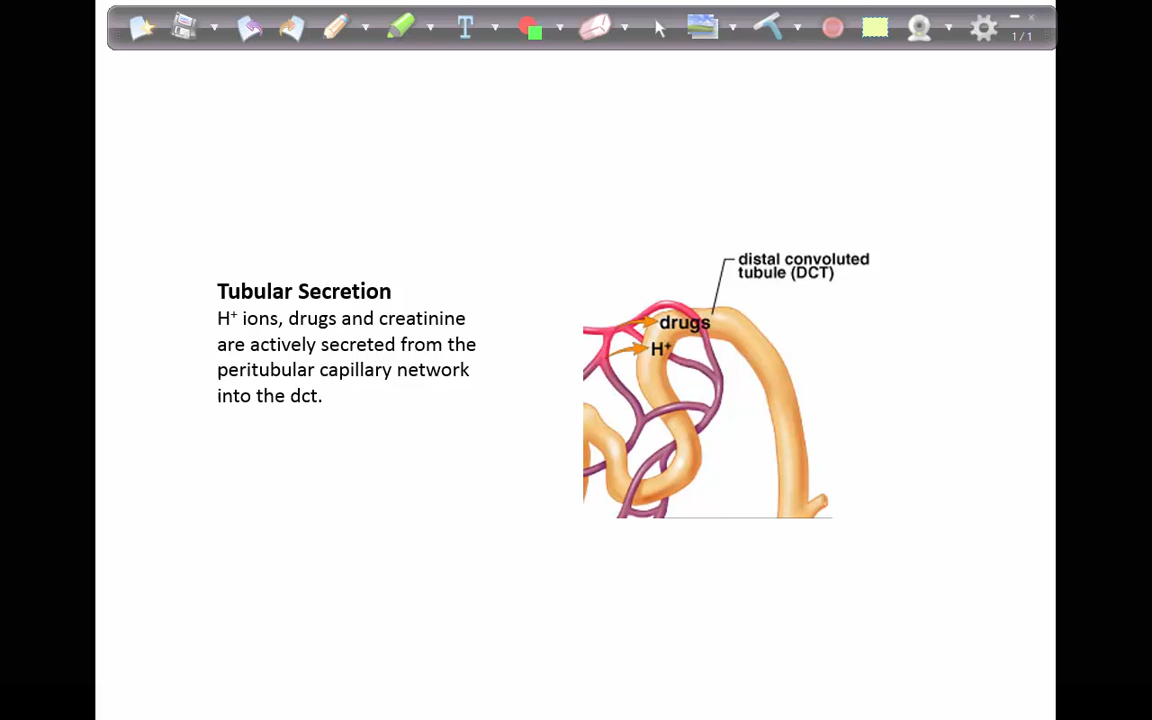 1/1
distal convoluted
tubule (DCT)
Tubular Secretion
H⁺ ions, drugs and creatinine
are actively secreted from the
peritubular capillary network
into the dct.
drugs
H⁺